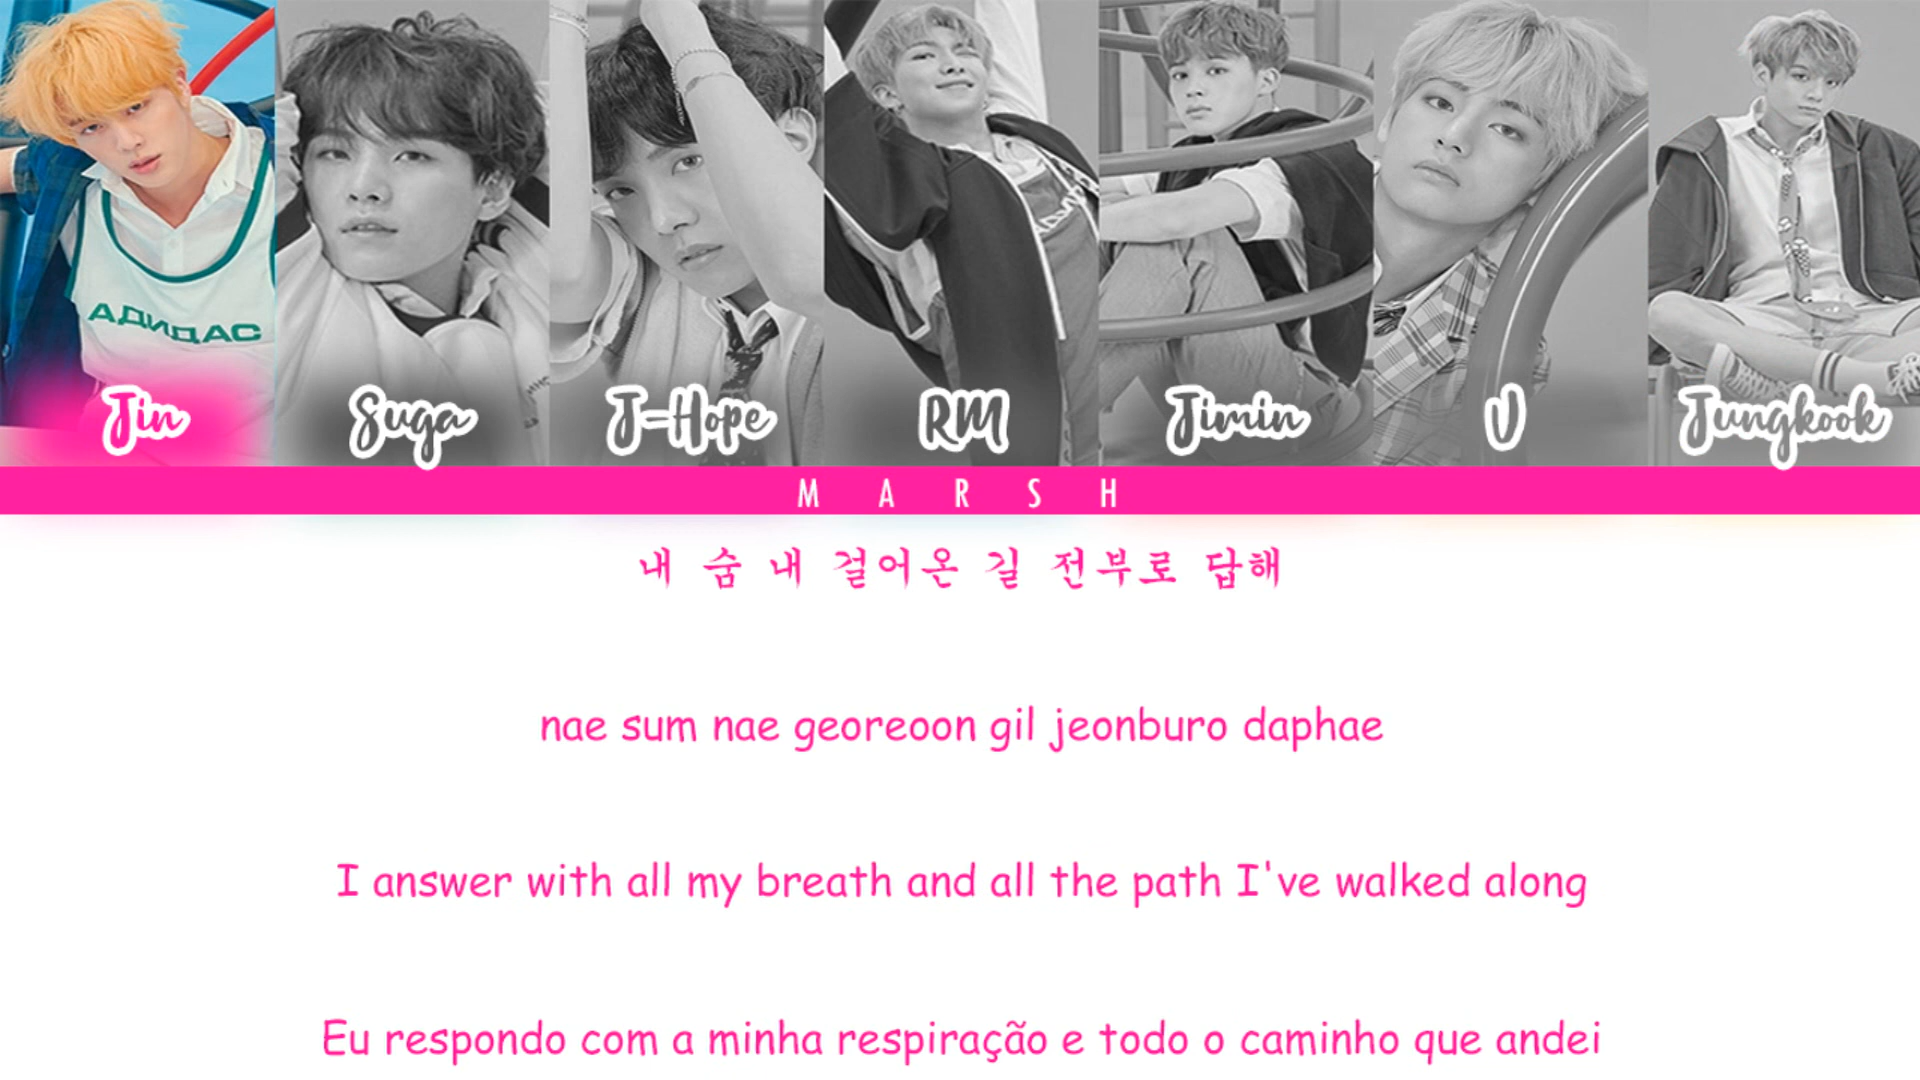 АДИДАС
Jin Suga J-Hope RM Jimin V Jungkook
MARSH
내 숨 내 걸어온 길 전부로 답해
nae sum nae georeoon gil jeonburo daphae
I answer with all my breath and all the path I've walked along
Eu respondo com a minha respiração e todo o caminho que andei